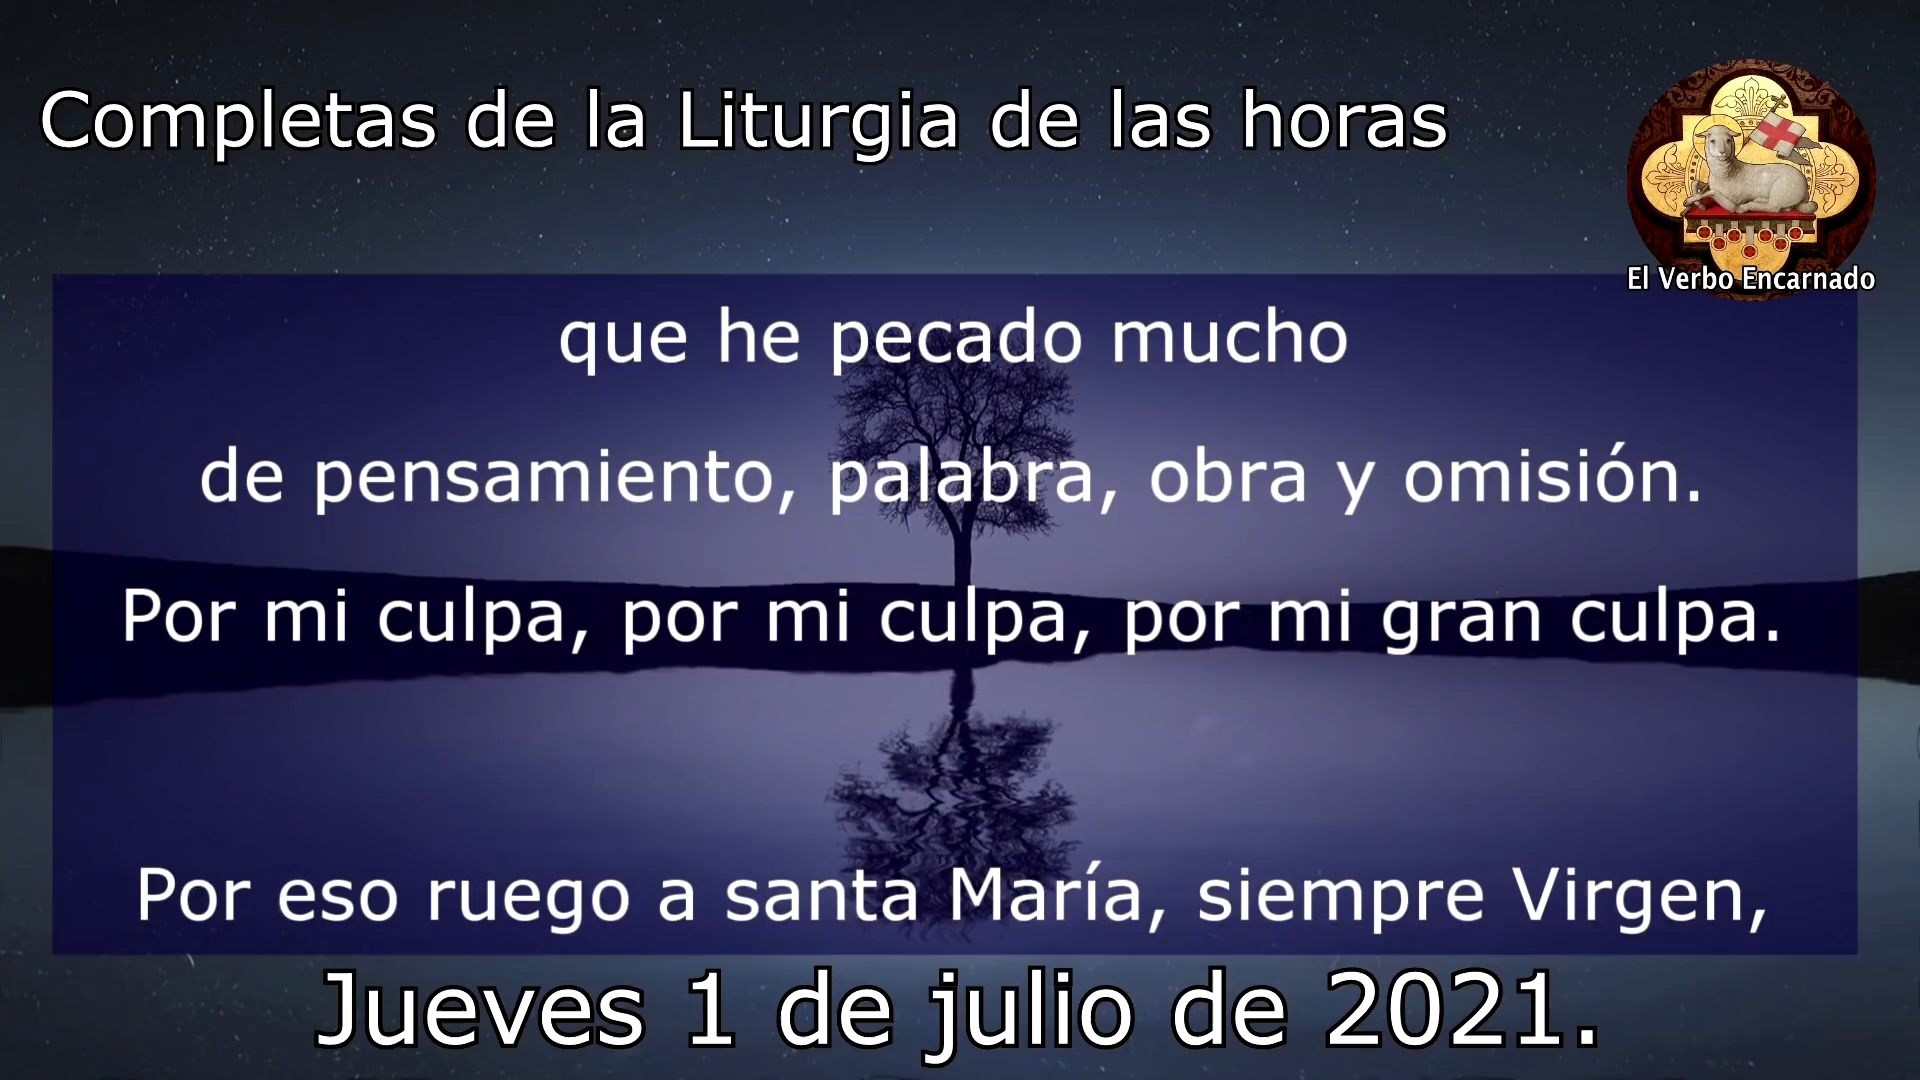 Completas de la Liturgia de las horas
El Verbo Encarnado
que he pecado mucho
de pensamiento, palabra, obra y omisión.
Por mi culpa, por mi culpa, por mi gran culpa.
Por eso ruego a santa María, siempre Virgen,
Jueves 1 de julio de 2021.